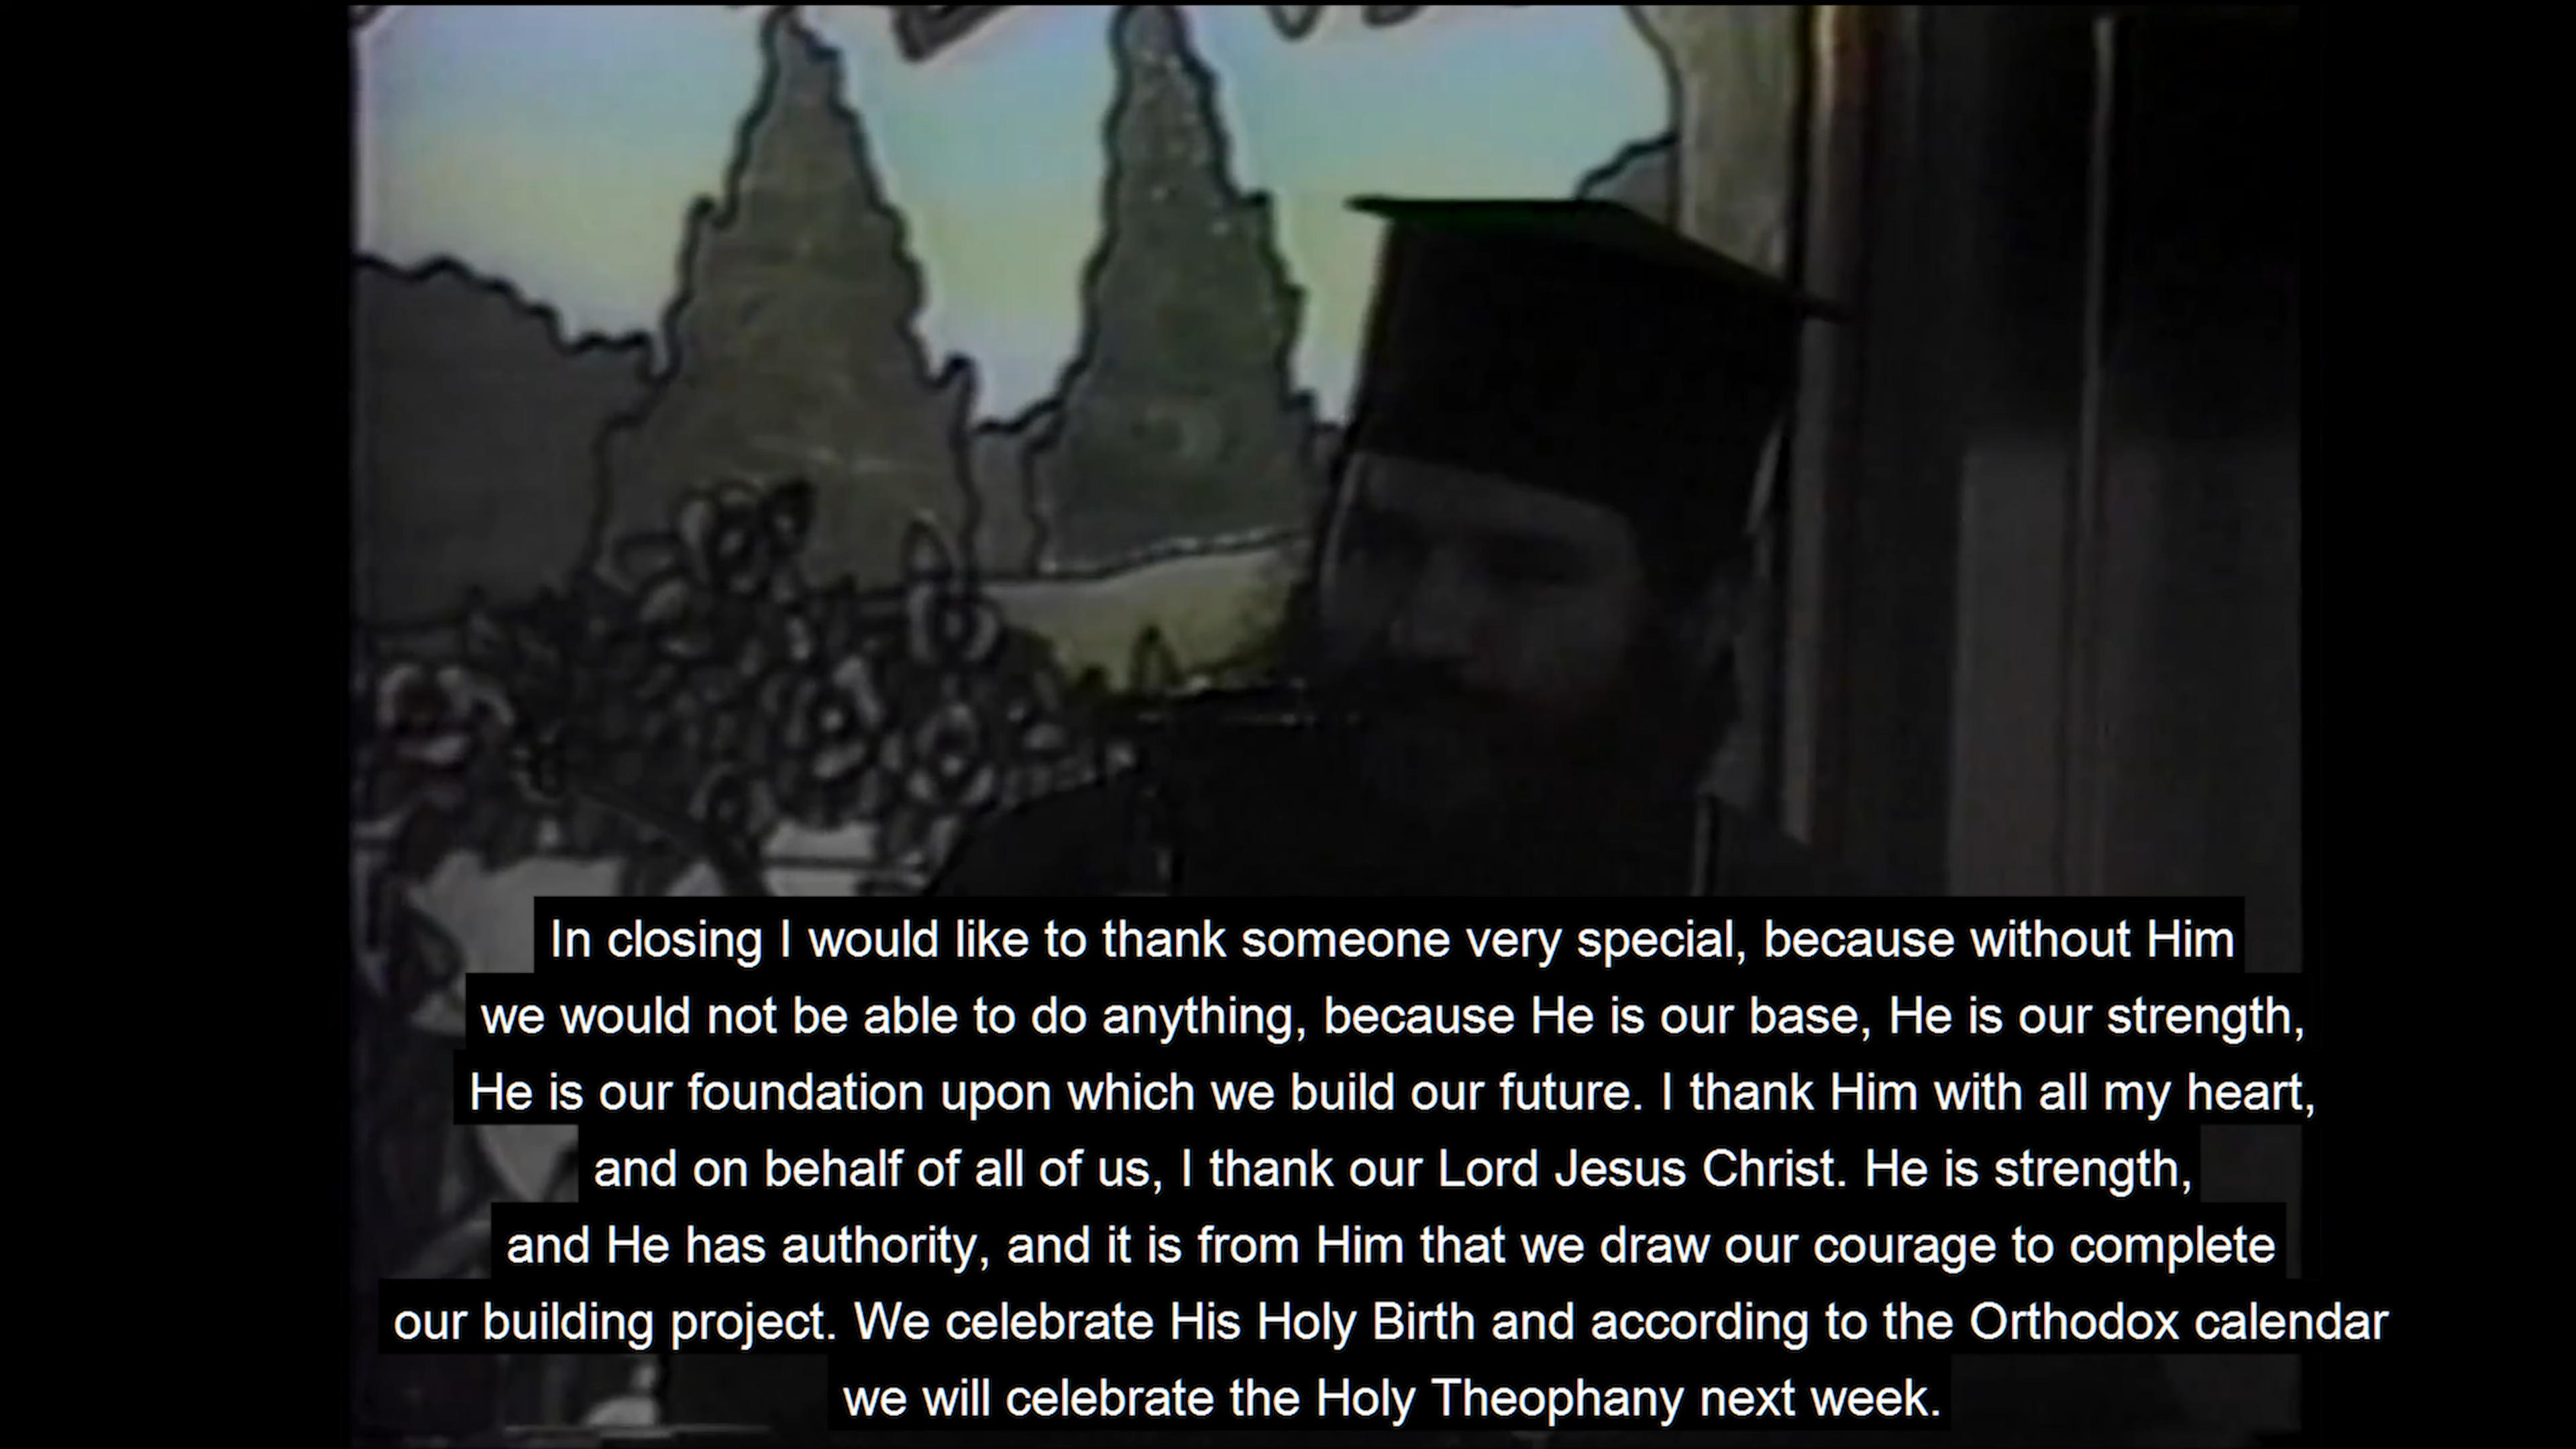 In closing I would like to thank someone very special, because without Him
we would not be able to do anything, because He is our base, He is our strength,
He is our foundation upon which we build our future. I thank Him with all my heart,
and on behalf of all of us, I thank our Lord Jesus Christ. He is strength,
and He has authority, and it is from Him that we draw our courage to complete
our building project. We celebrate His Holy Birth and according to the Orthodox calendar
we will celebrate the Holy Theophany next week.